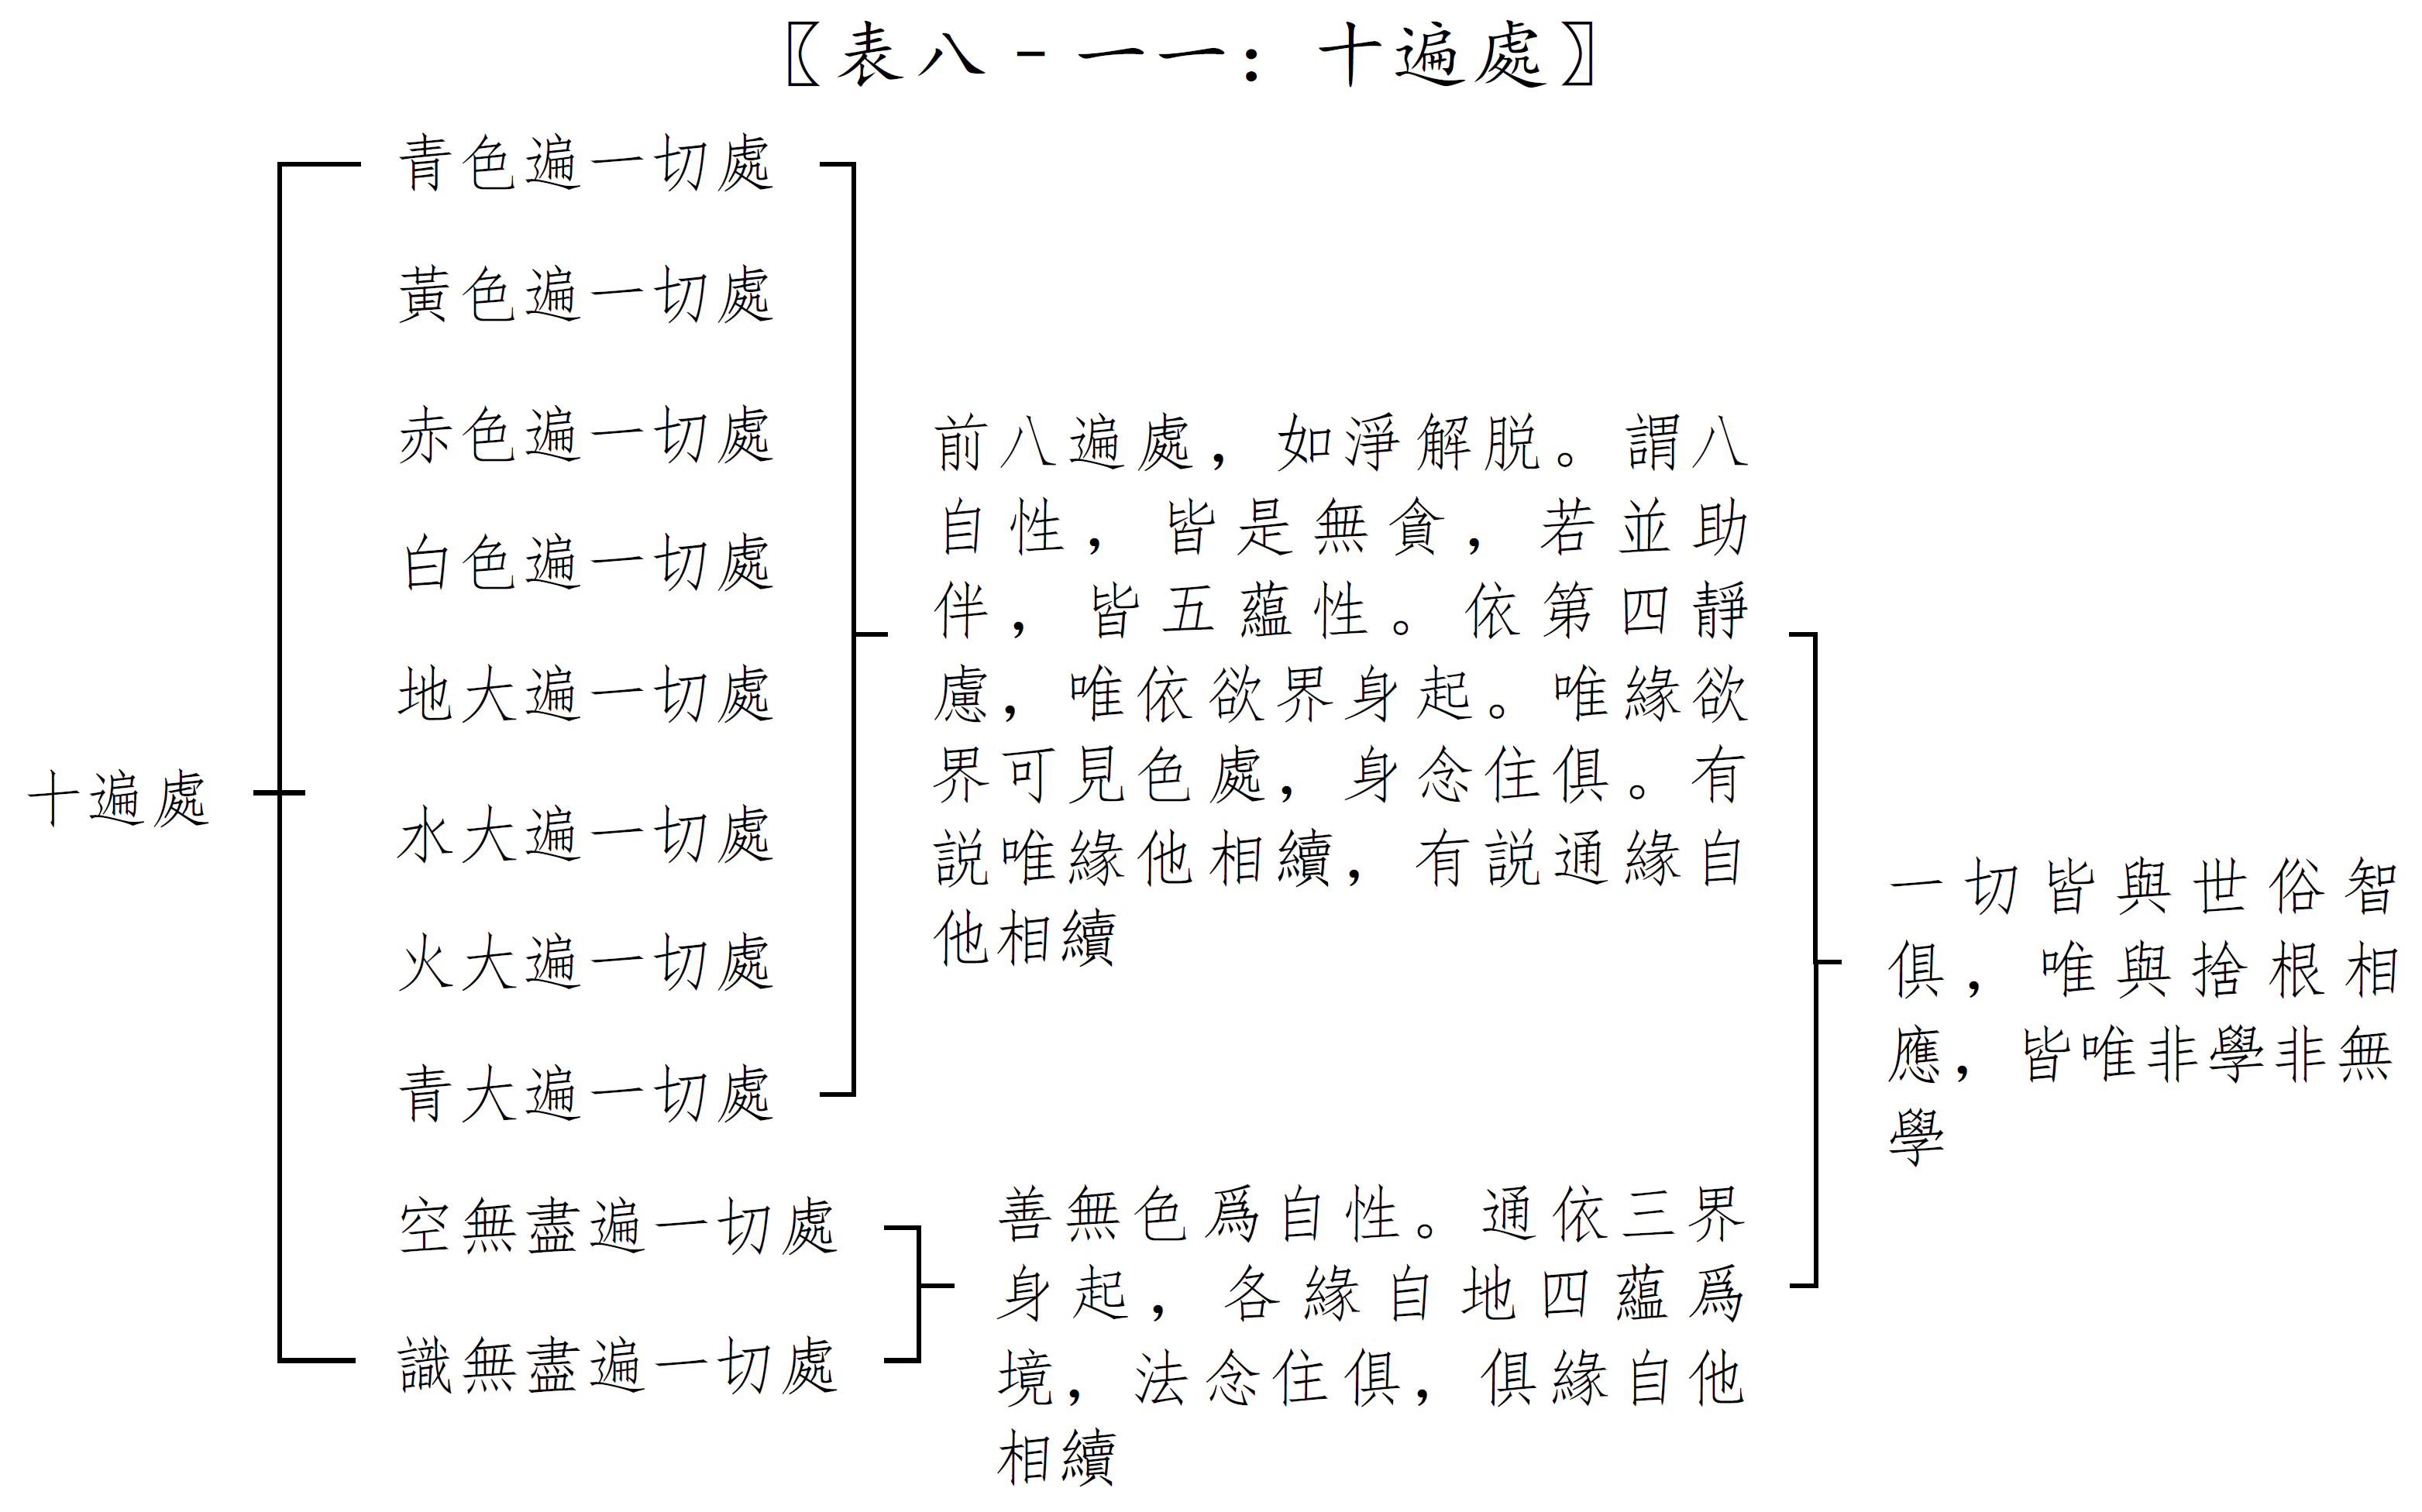 〖表八-一一：十遍處〗
十遍處
青色遍一切處
黃色遍一切處
赤色遍一切處
白色遍一切處
地大遍一切處
水大遍一切處
火大遍一切處
青大遍一切處
空無盡遍一切處
識無盡遍一切處
前八遍處，如淨解脱。謂八
自性，皆是無貪，若並助
伴，皆五蘊性。依第四靜
慮，唯依欲界身起。唯緣欲
界可見色處，身念住俱。有
説唯緣他相續，有説通緣自
他相續
善無色爲自性。通依三界
身起，各緣自地四蘊爲
境，法念住俱，俱緣自他
相續
一切皆與世俗智
俱，唯與捨根相
應，皆唯非學非無
學